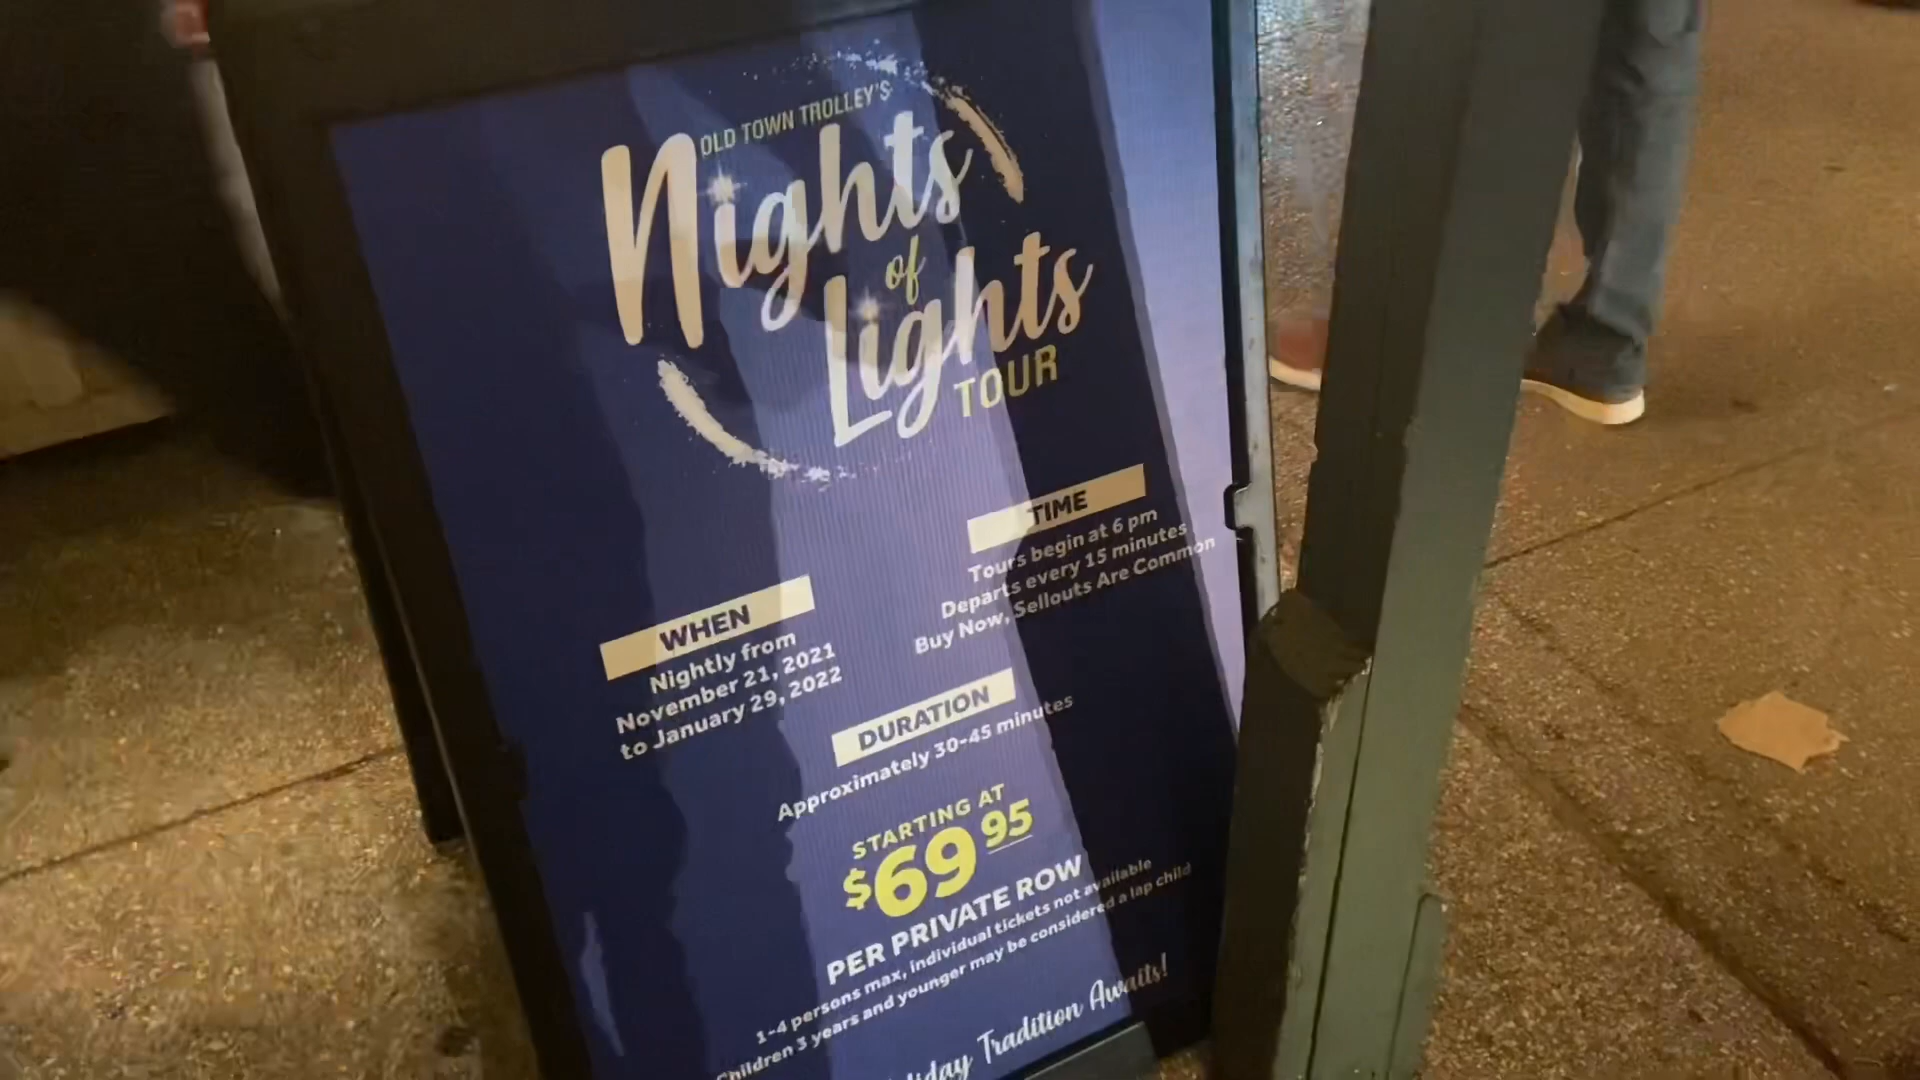 OLD TOWN TROLLEY'S
Nights
of
Lights
TOUR
WHEN
Nightly from
November 21, 2021
to January 29, 2022
TIME
Tours begin at 6 pm
Departs every 15 minutes
Buy Now, Sellouts Are Common
DURATION
Approximately 30-45 minutes
STARTING AT
$69 95
PER PRIVATE ROW
1-4 persons max, individual tickets not available
Children 3 years and younger may be considered a lap child
Tradition Awaits!